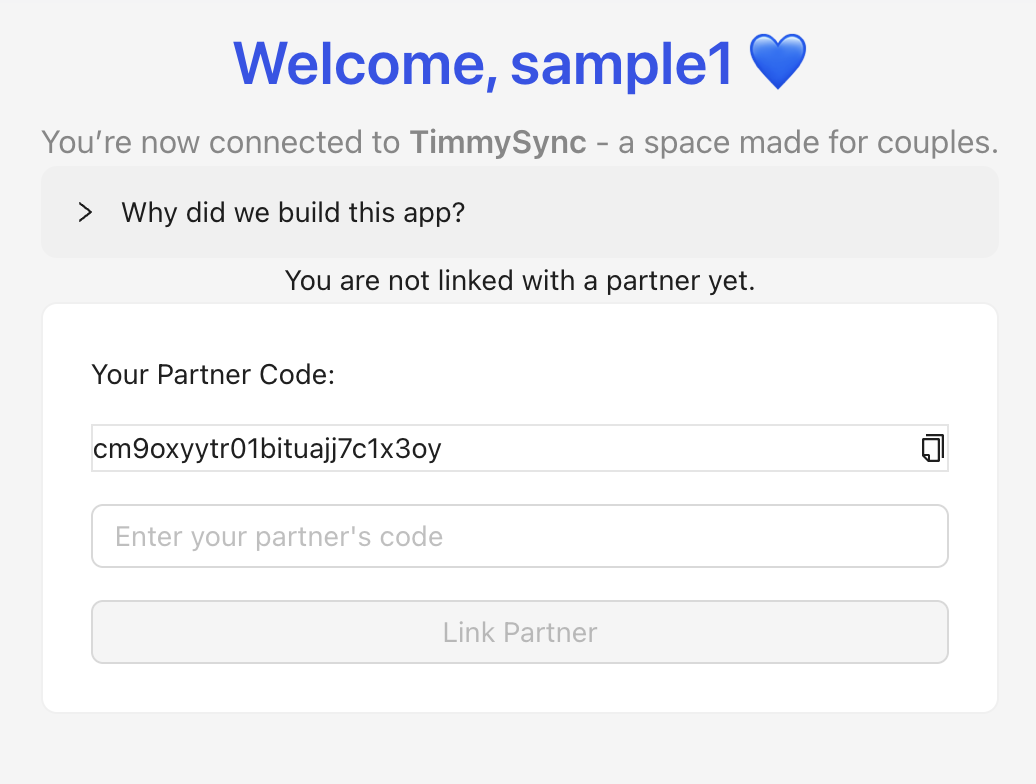 Welcome, sample1 💙
You’re now connected to TimmySync - a space made for couples.
Why did we build this app?
You are not linked with a partner yet.
Your Partner Code:
cm9oxyytr01bituajj7c1x3oy
Enter your partner's code
Link Partner